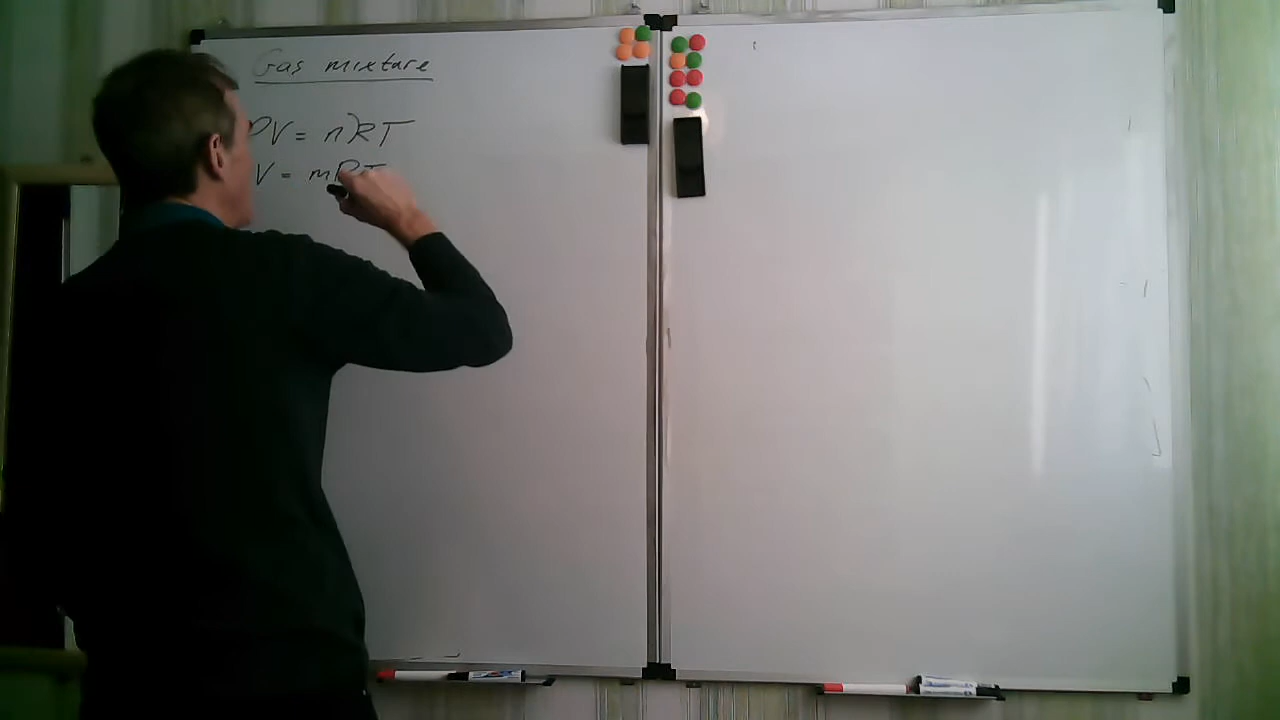 Gas mixture
PV = nRT
V = mRT